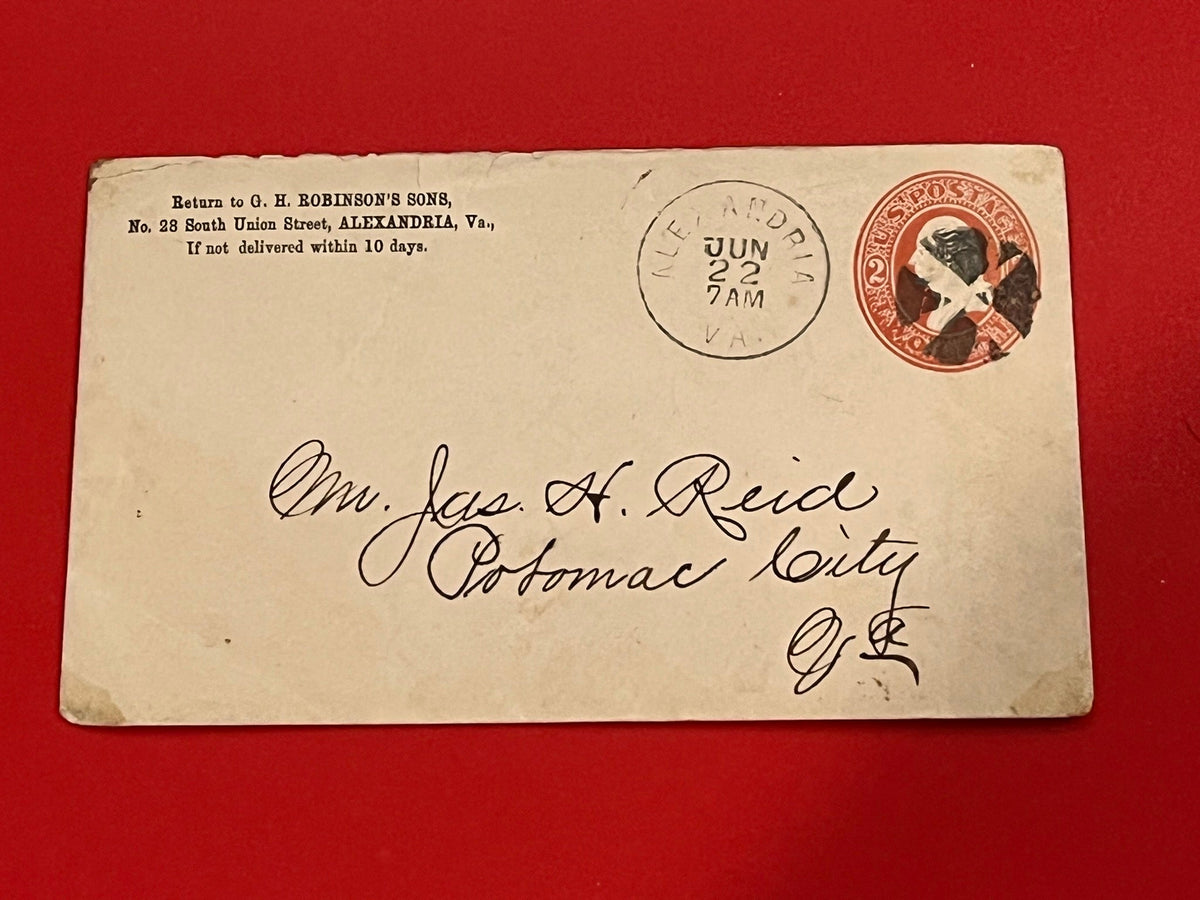 Return to G. H. ROBINSON'S SONS,
No. 28 South Union Street, ALEXANDRIA, Va.,
If not delivered within 10 days.
ALEXANDRIA
JUN
22
7AM
VA.
U.S. POSTAGE
2
Mr. Jas. H. Reid
Potomac City
Va